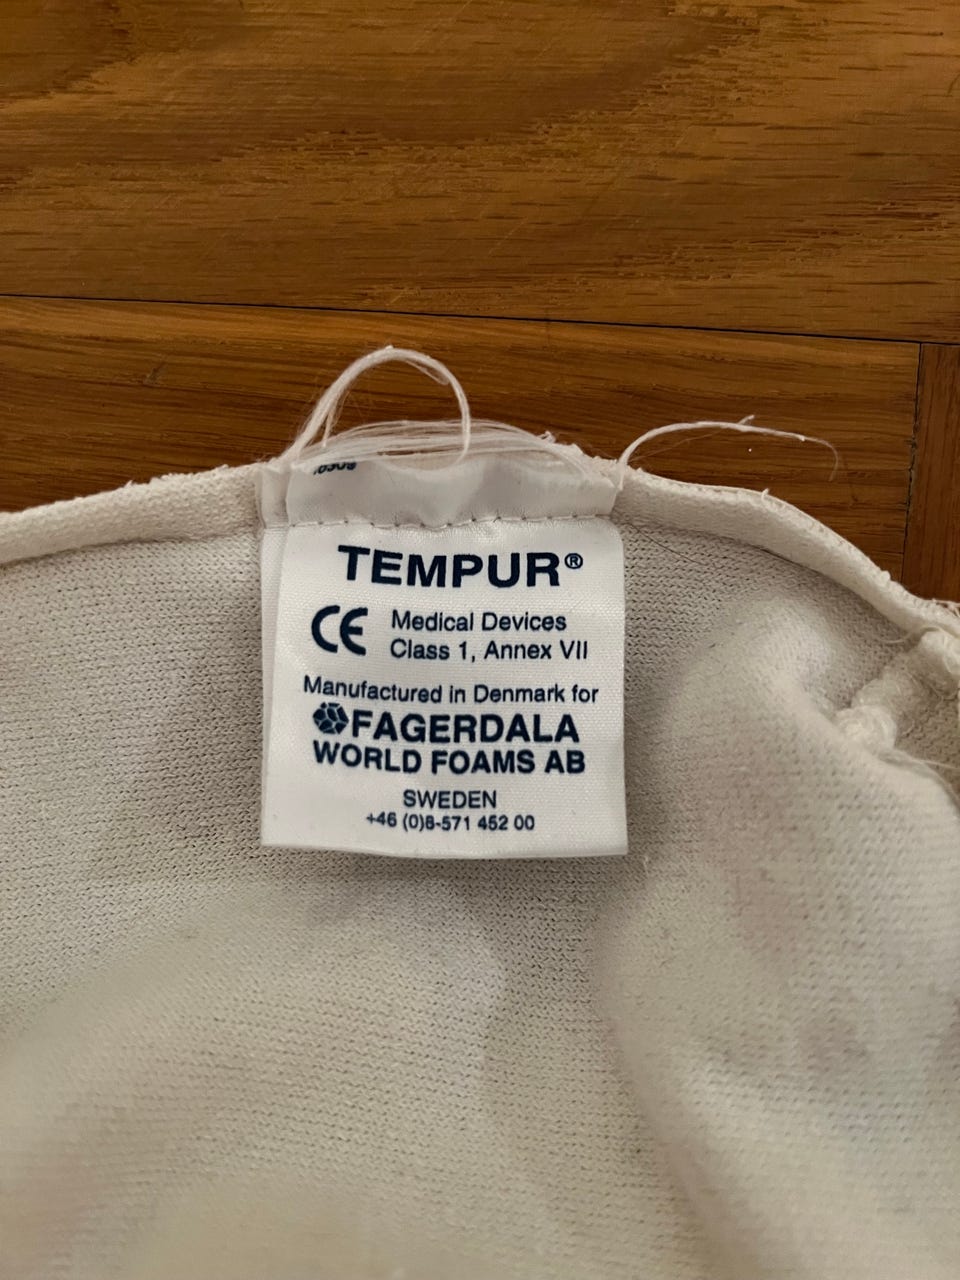 TEMPUR®
CE Medical Devices
Class 1, Annex VII
Manufactured in Denmark for
FAGERDALA
WORLD FOAMS AB
SWEDEN
+46 (0)8-571 452 00